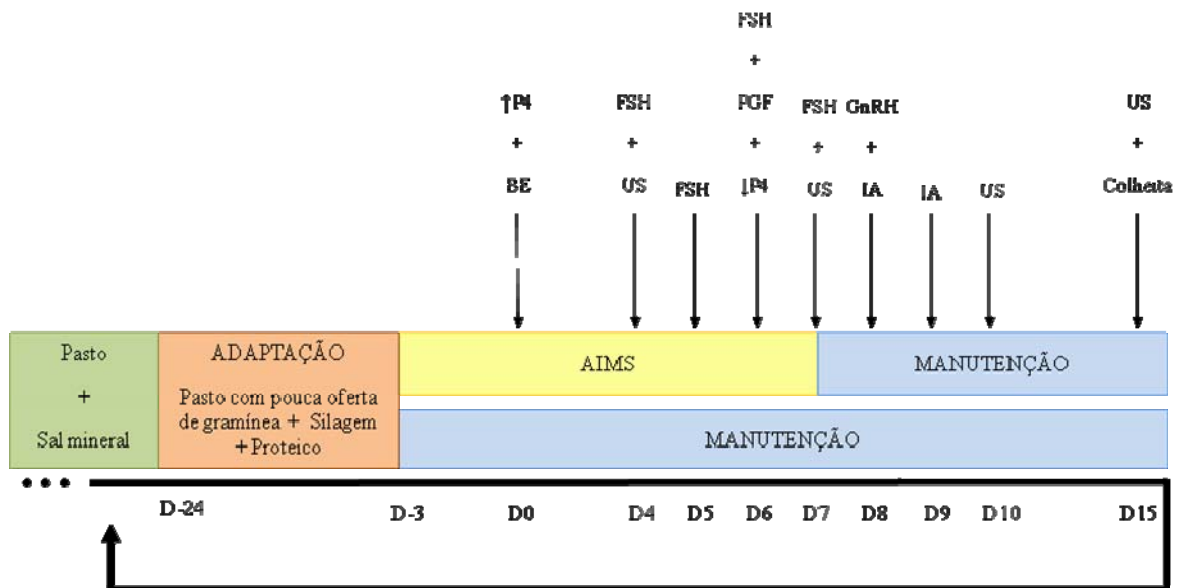 FSH
+
↑P4
FSH
PGF
FSH
GnRH
US
+
+
+
+
+
+
BE
US
FSH
↓P4
US
IA
IA
US
Colheita
Pasto
+
Sal mineral
ADAPTAÇÃO
Pasto com pouca oferta
de gramínea + Silagem
+Proteico
AIMS
MANUTENÇÃO
MANUTENÇÃO
•••
D-24
D-3
D0
D4
D5
D6
D7
D8
D9
D10
D15